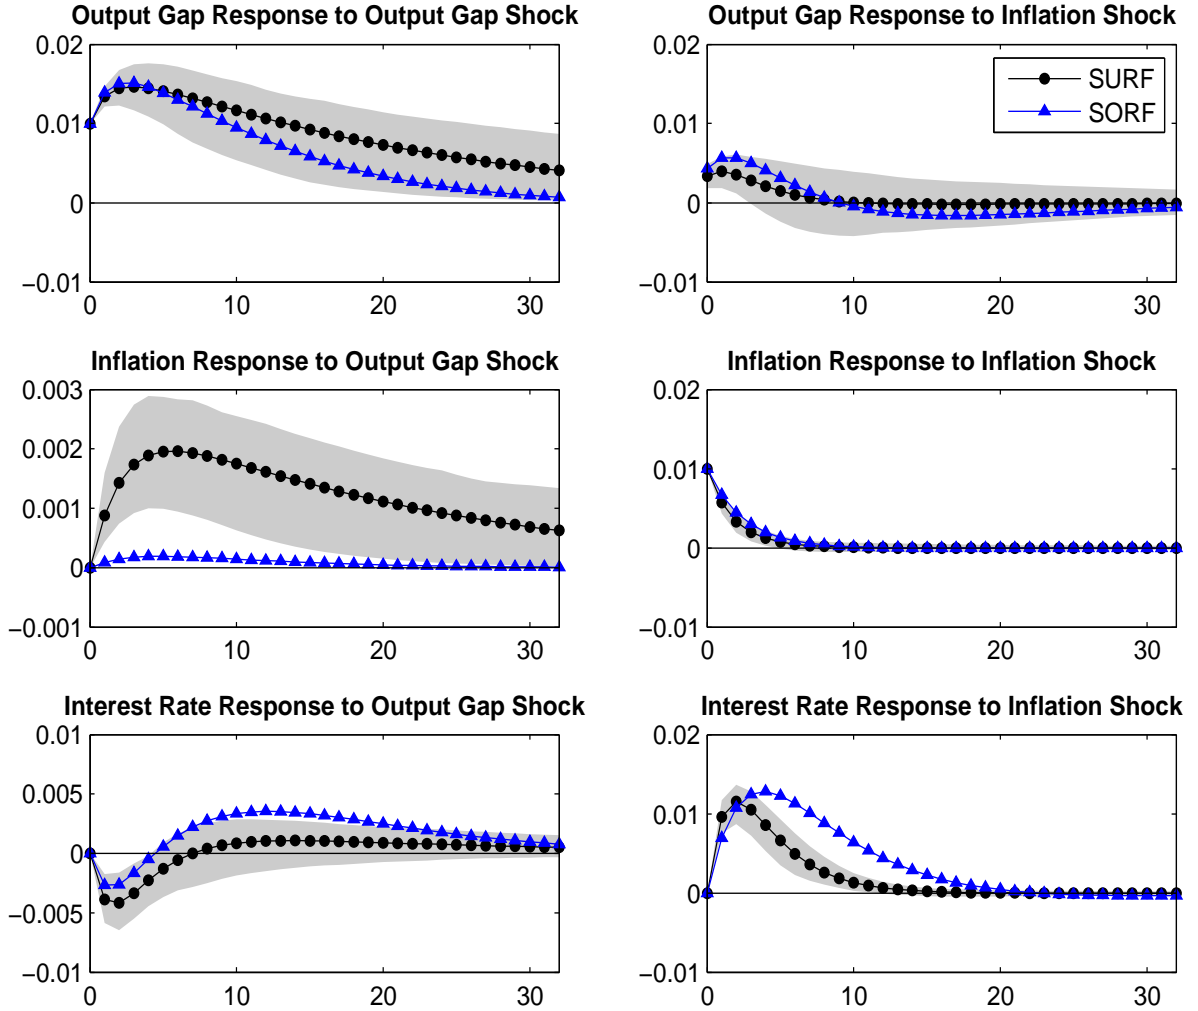 Output Gap Response to Output Gap Shock
0.02
0.01
0
−0.01
0 10 20 30
Output Gap Response to Inflation Shock
0.02
0.01
0
−0.01
0 10 20 30
SURF
SORF
Inflation Response to Output Gap Shock
0.003
0.002
0.001
0
−0.001
0 10 20 30
Inflation Response to Inflation Shock
0.02
0.01
0
−0.01
0 10 20 30
Interest Rate Response to Output Gap Shock
0.01
0.005
0
−0.005
−0.01
0 10 20 30
Interest Rate Response to Inflation Shock
0.02
0.01
0
−0.01
0 10 20 30